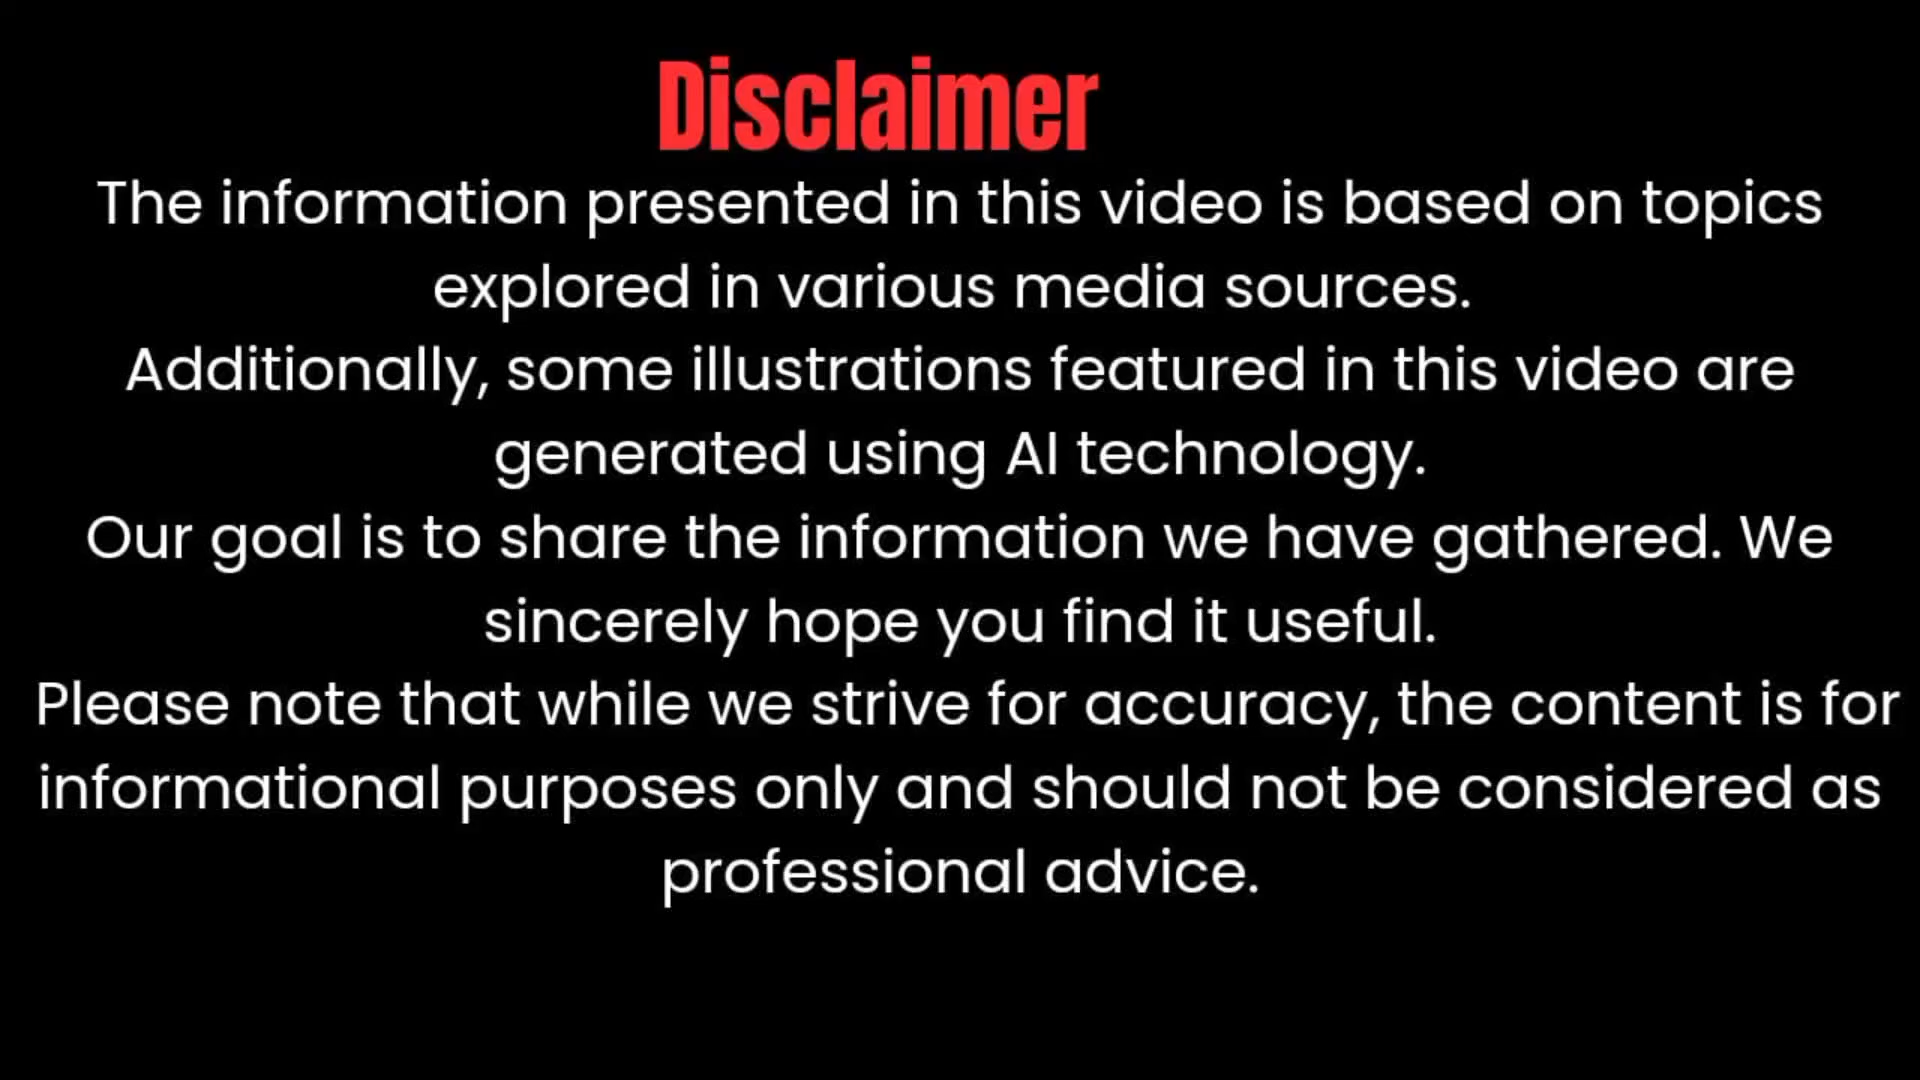 Disclaimer
The information presented in this video is based on topics
explored in various media sources.
Additionally, some illustrations featured in this video are
generated using AI technology.
Our goal is to share the information we have gathered. We
sincerely hope you find it useful.
Please note that while we strive for accuracy, the content is for
informational purposes only and should not be considered as
professional advice.